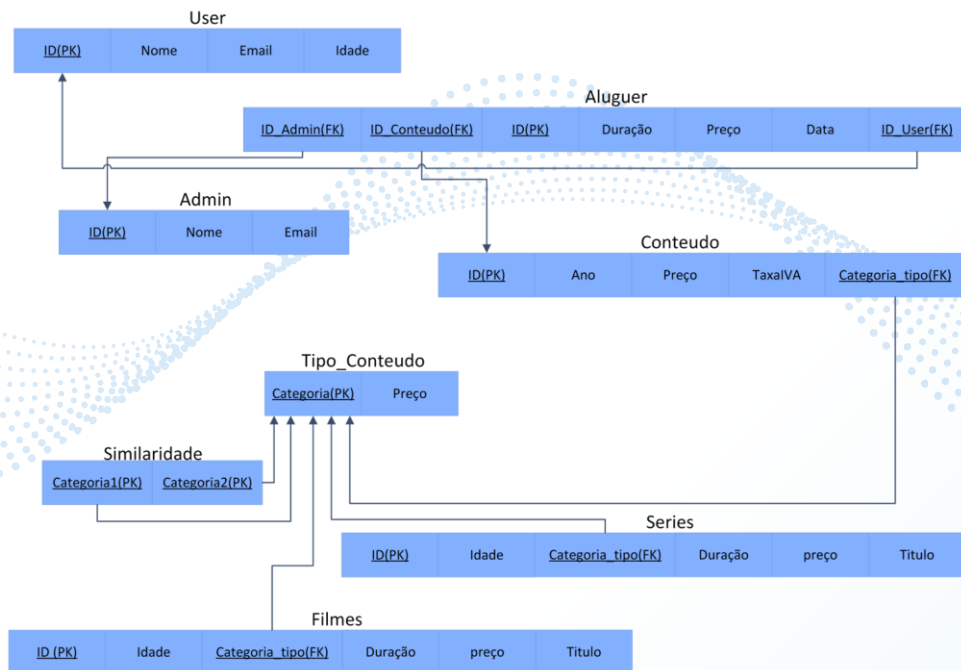 User
ID(PK) Nome Email Idade
Aluguer
ID_Admin(FK) ID_Conteudo(FK) ID(PK) Duração Preço Data ID_User(FK)
Admin
ID(PK) Nome Email
Conteudo
ID(PK) Ano Preço TaxaIVA Categoria_tipo(FK)
Tipo_Conteudo
Categoria(PK) Preço
Similaridade
Categoria1(PK) Categoria2(PK)
Series
ID(PK) Idade Categoria_tipo(FK) Duração preço Titulo
Filmes
ID (PK) Idade Categoria_tipo(FK) Duração preço Titulo